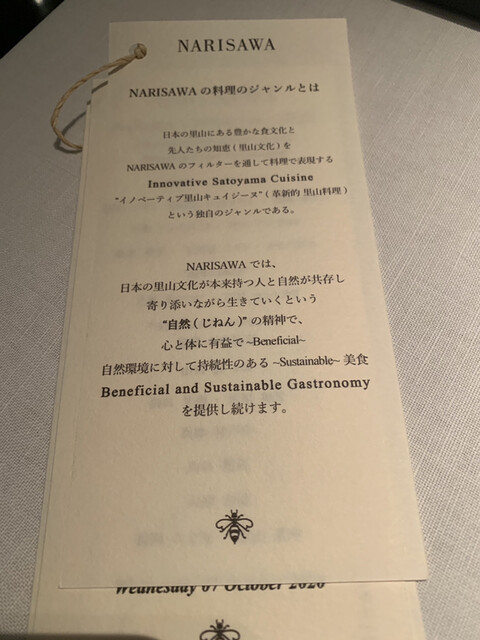 NARISAWA
NARISAWA の料理のジャンルとは
日本の里山にある豊かな食文化と
先人たちの知恵 ( 里山文化 ) を
NARISAWA のフィルターを通して料理で表現する
Innovative Satoyama Cuisine
“イノベーティブ里山キュイジーヌ” ( 革新的 里山料理 )
という独自のジャンルである。
NARISAWA では、
日本の里山文化が本来持つ人と自然が共存し
寄り添いながら生きていくという
“自然 ( じねん )” の精神で、
心と体に有益で ~Beneficial~
自然環境に対して持続性のある ~Sustainable~ 美食
Beneficial and Sustainable Gastronomy
を提供し続けます。
Wednesday 07 October 2020